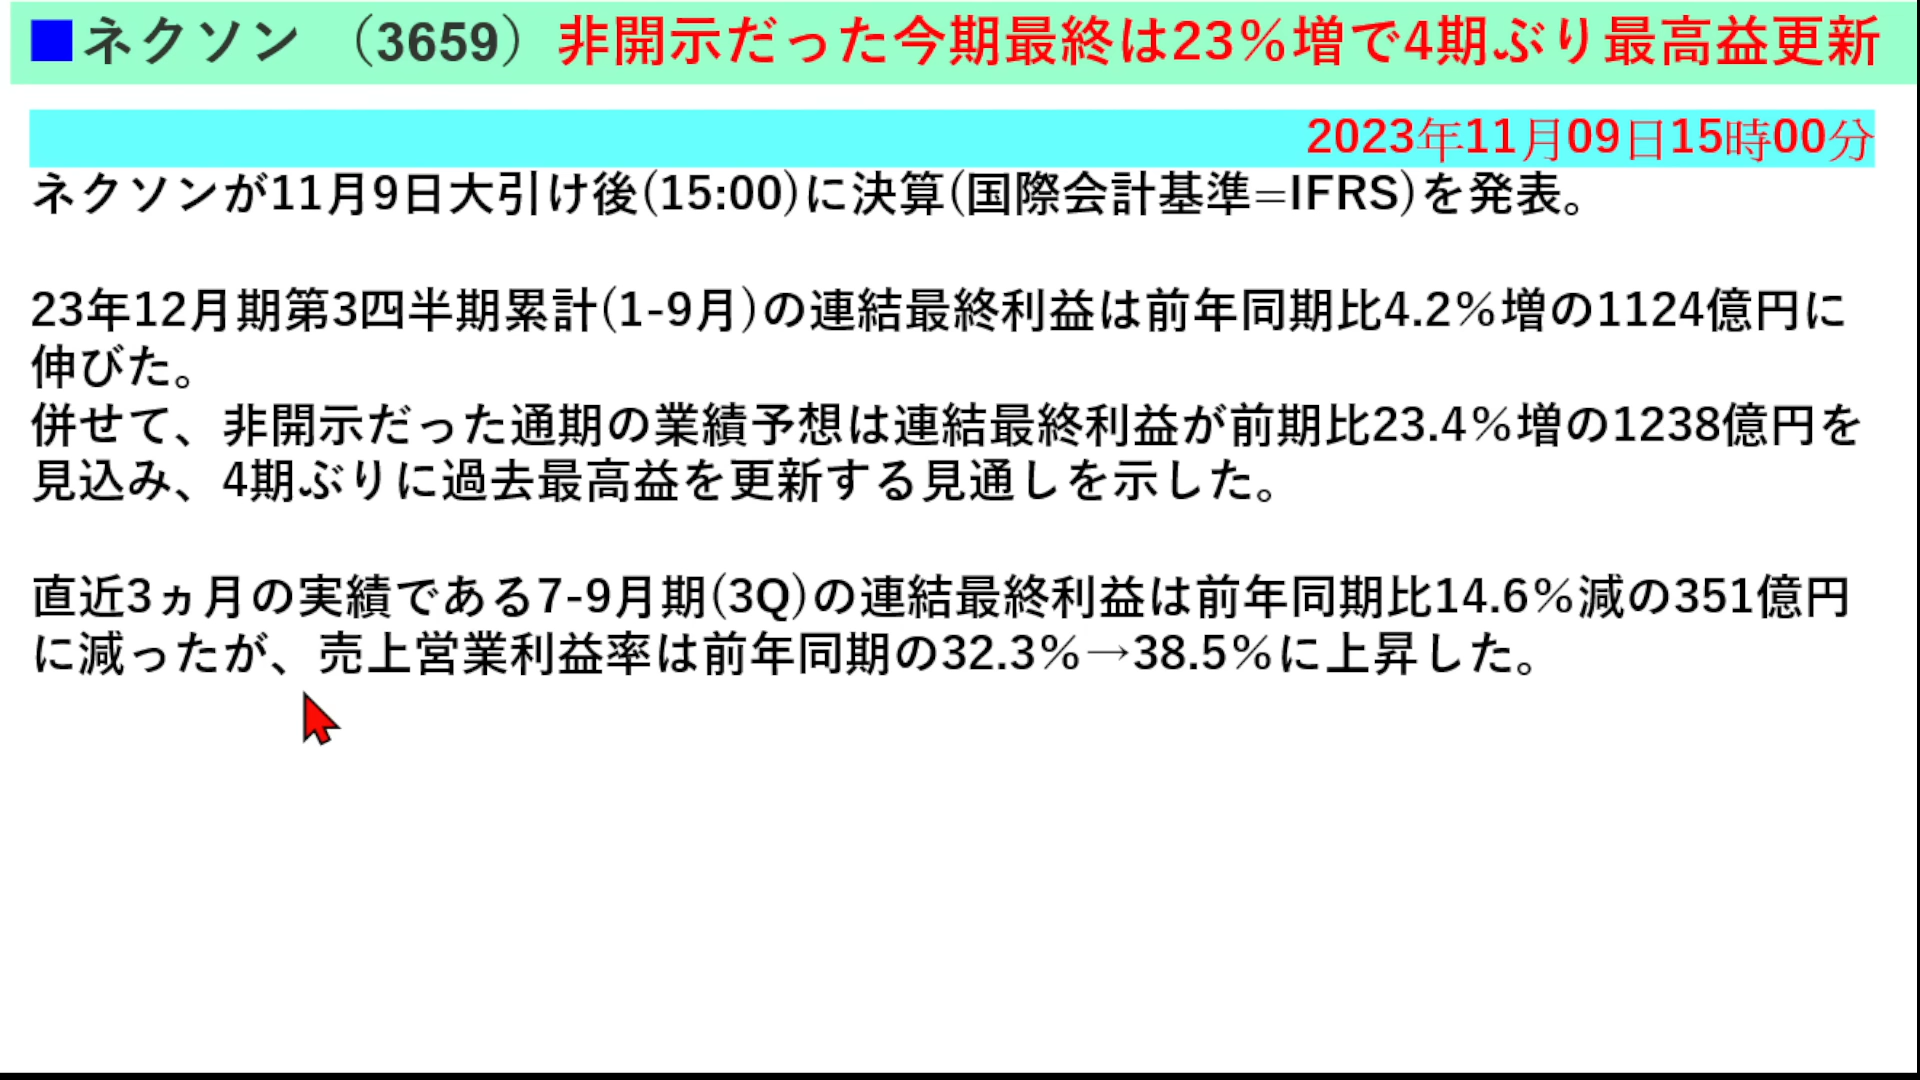 ■ネクソン （3659）非開示だった今期最終は23％増で4期ぶり最高益更新
2023年11月09日15時00分
ネクソンが11月9日大引け後(15:00)に決算(国際会計基準=IFRS)を発表。
23年12月期第3四半期累計(1-9月)の連結最終利益は前年同期比4.2％増の1124億円に
伸びた。
併せて、非開示だった通期の業績予想は連結最終利益が前期比23.4％増の1238億円を
見込み、4期ぶりに過去最高益を更新する見通しを示した。
直近3ヵ月の実績である7-9月期(3Q)の連結最終利益は前年同期比14.6％減の351億円
に減ったが、売上営業利益率は前年同期の32.3％→38.5％に上昇した。